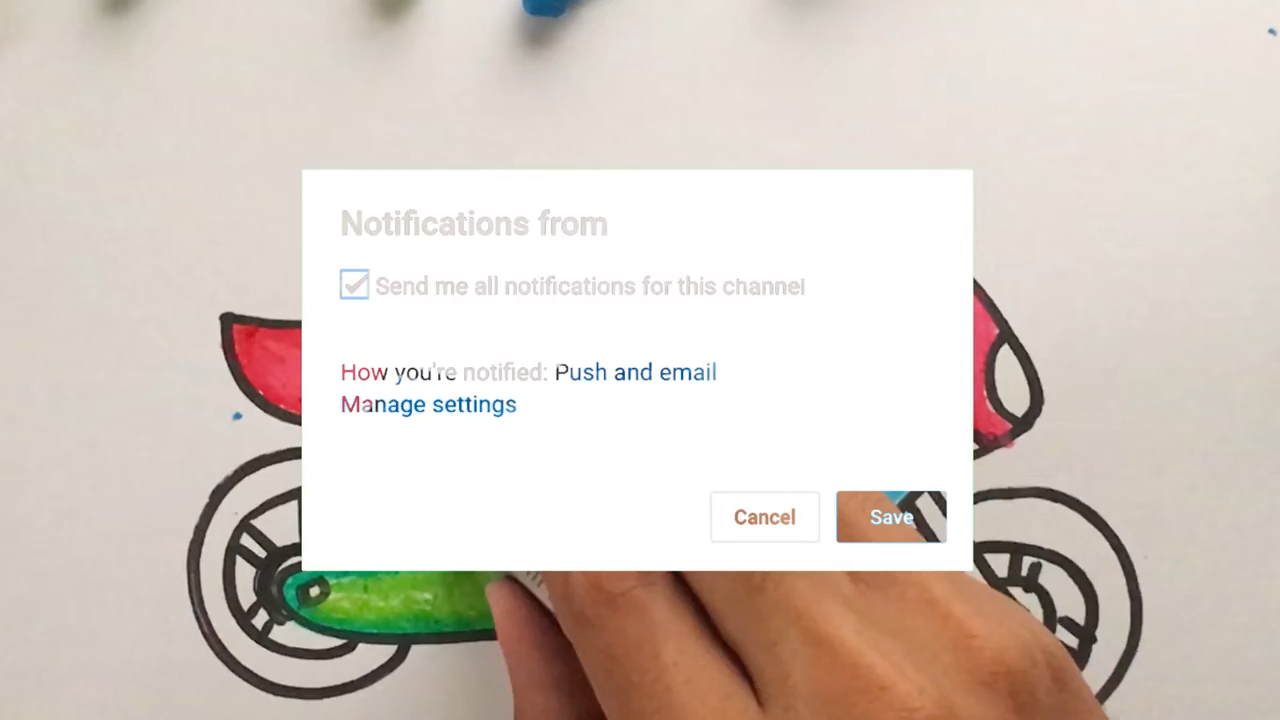 Notifications from
Send me all notifications for this channel
How you're notified: Push and email
Manage settings
Cancel
Save